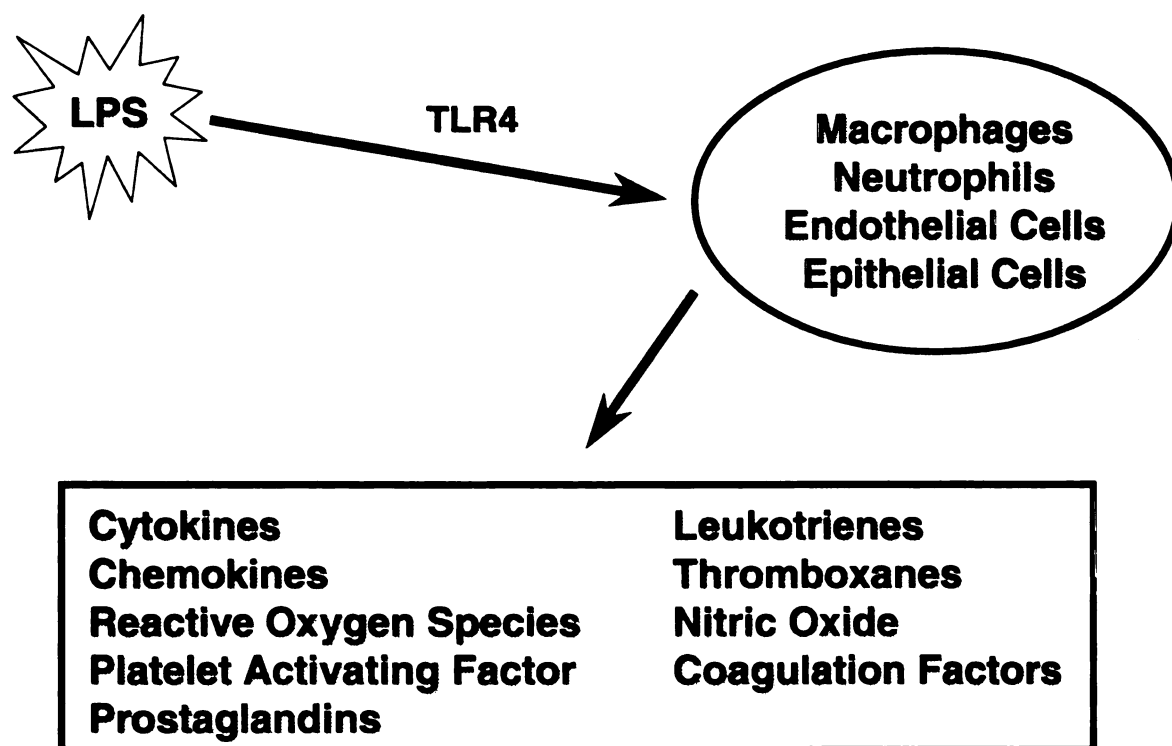 LPS
TLR4
Macrophages
Neutrophils
Endothelial Cells
Epithelial Cells
Cytokines
Chemokines
Reactive Oxygen Species
Platelet Activating Factor
Prostaglandins
Leukotrienes
Thromboxanes
Nitric Oxide
Coagulation Factors